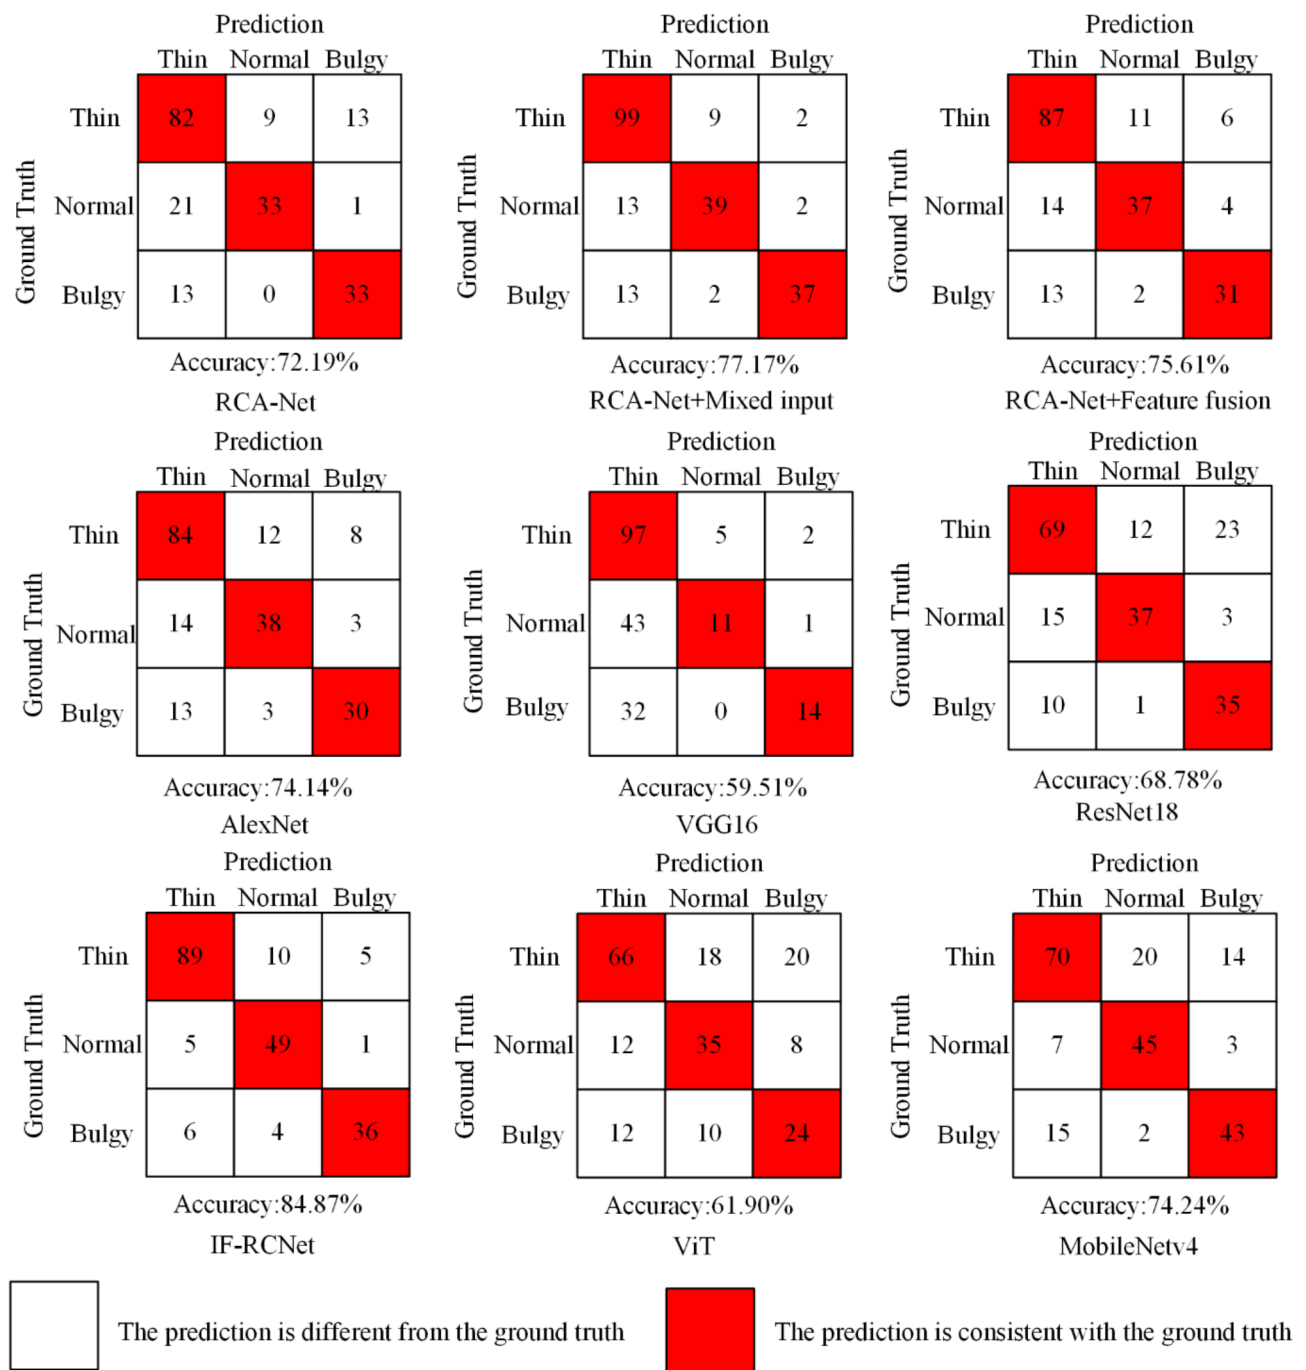 Prediction Prediction Prediction
Thin Normal Bulgy Thin Normal Bulgy Thin Normal Bulgy
Thin 82 9 13 Thin 99 9 2 Thin 87 11 6
Ground Truth Normal 21 33 1 Ground Truth Normal 13 39 2 Ground Truth Normal 14 37 4
Bulgy 13 0 33 Bulgy 13 2 37 Bulgy 13 2 31
Accuracy:72.19% Accuracy:77.17% Accuracy:75.61%
RCA-Net RCA-Net+Mixed input RCA-Net+Feature fusion
Prediction Prediction Prediction
Thin Normal Bulgy Thin Normal Bulgy Thin Normal Bulgy
Thin 84 12 8 Thin 97 5 2 Thin 69 12 23
Ground Truth Normal 14 38 3 Ground Truth Normal 43 11 1 Ground Truth Normal 15 37 3
Bulgy 13 3 30 Bulgy 32 0 14 Bulgy 10 1 35
Accuracy:74.14% Accuracy:59.51% Accuracy:68.78%
AlexNet VGG16 ResNet18
Prediction Prediction Prediction
Thin Normal Bulgy Thin Normal Bulgy Thin Normal Bulgy
Thin 89 10 5 Thin 66 18 20 Thin 70 20 14
Ground Truth Normal 5 49 1 Ground Truth Normal 12 35 8 Ground Truth Normal 7 45 3
Bulgy 6 4 36 Bulgy 12 10 24 Bulgy 15 2 43
Accuracy:84.87% Accuracy:61.90% Accuracy:74.24%
IF-RCNet ViT MobileNetv4
The prediction is different from the ground truth The prediction is consistent with the ground truth